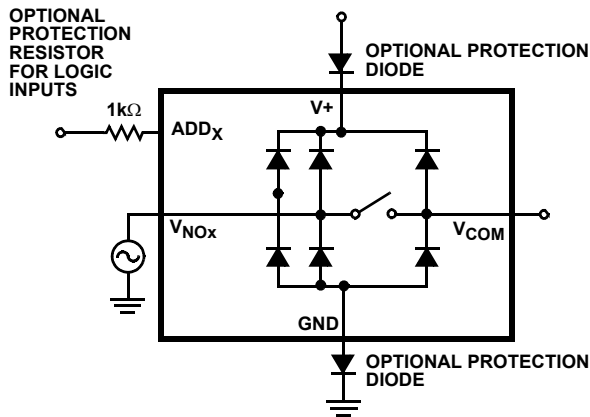 OPTIONAL
PROTECTION
RESISTOR
FOR LOGIC
INPUTS
OPTIONAL PROTECTION
DIODE
1kΩ
ADDX
V+
VNOx
VCOM
GND
OPTIONAL PROTECTION
DIODE